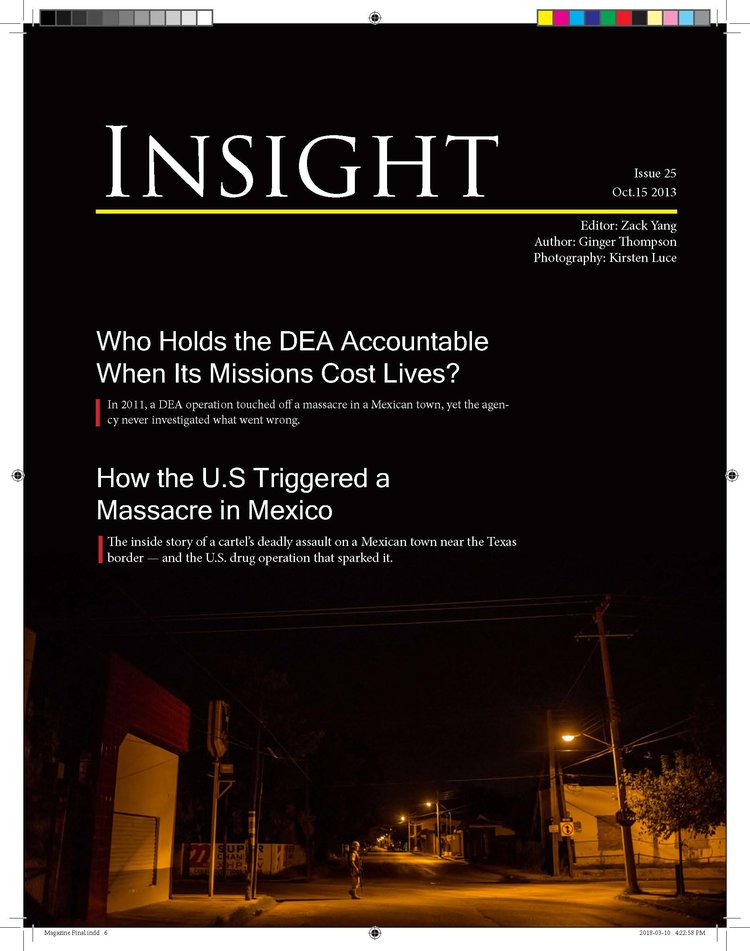 INSIGHT
Issue 25
Oct.15 2013
Editor: Zack Yang
Author: Ginger Thompson
Photography: Kirsten Luce
Who Holds the DEA Accountable
When Its Missions Cost Lives?
In 2011, a DEA operation touched off a massacre in a Mexican town, yet the agen-
cy never investigated what went wrong.
How the U.S Triggered a
Massacre in Mexico
The inside story of a cartel’s deadly assault on a Mexican town near the Texas
border — and the U.S. drug operation that sparked it.
SUPER
CHANNEL
Magazine Final.indd 6
2018-03-10 4:22:58 PM